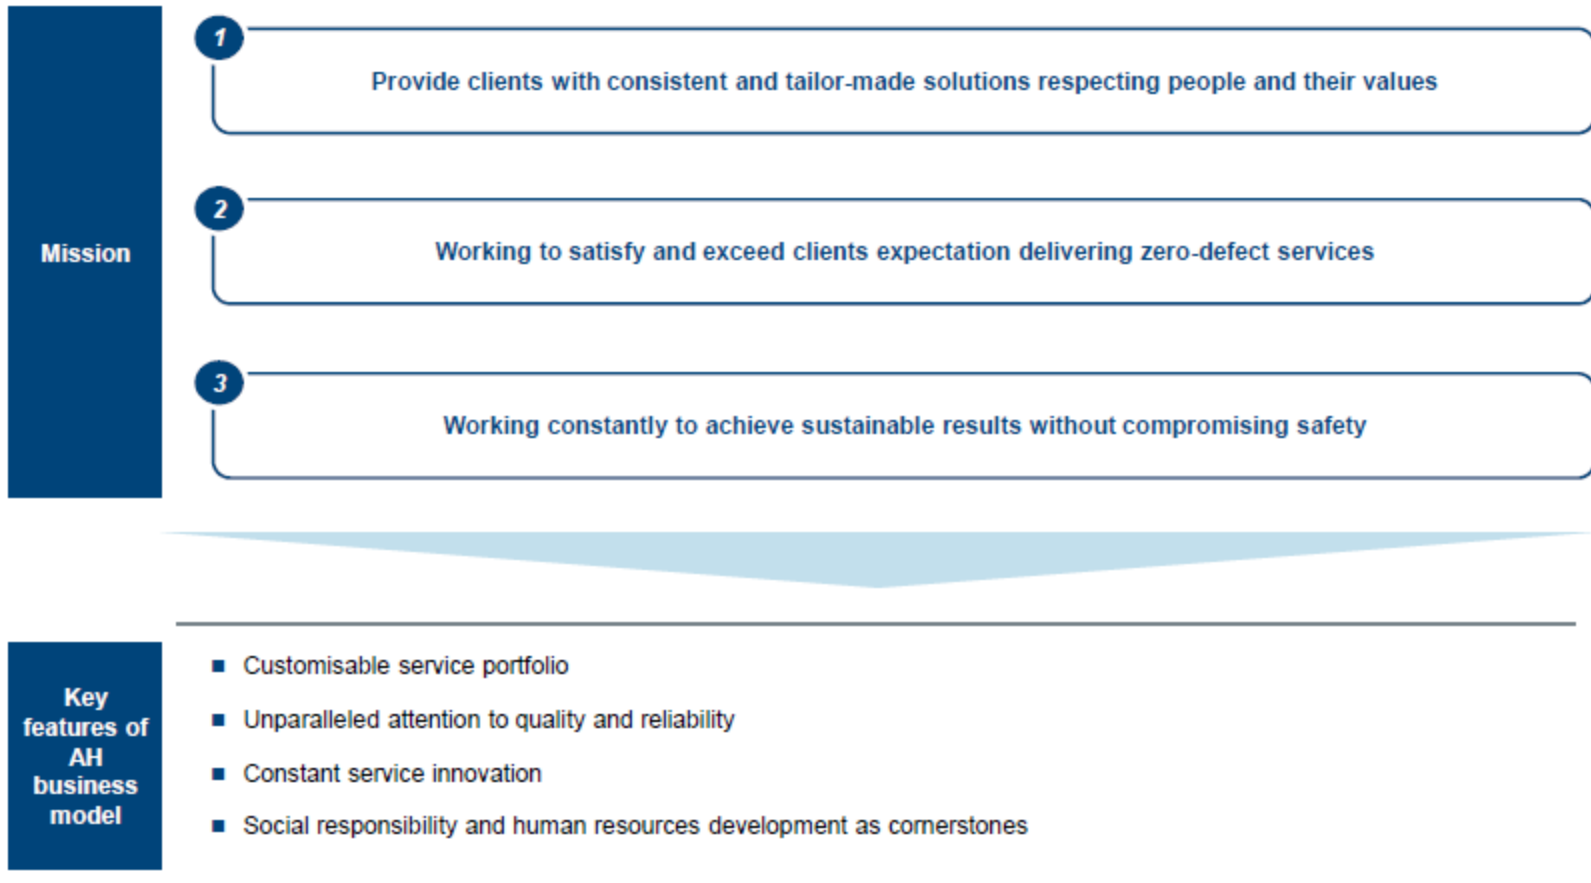 1
Provide clients with consistent and tailor-made solutions respecting people and their values
Mission
2
Working to satisfy and exceed clients expectation delivering zero-defect services
3
Working constantly to achieve sustainable results without compromising safety
Key
features of
AH
business
model
Customisable service portfolio
Unparalleled attention to quality and reliability
Constant service innovation
Social responsibility and human resources development as cornerstones